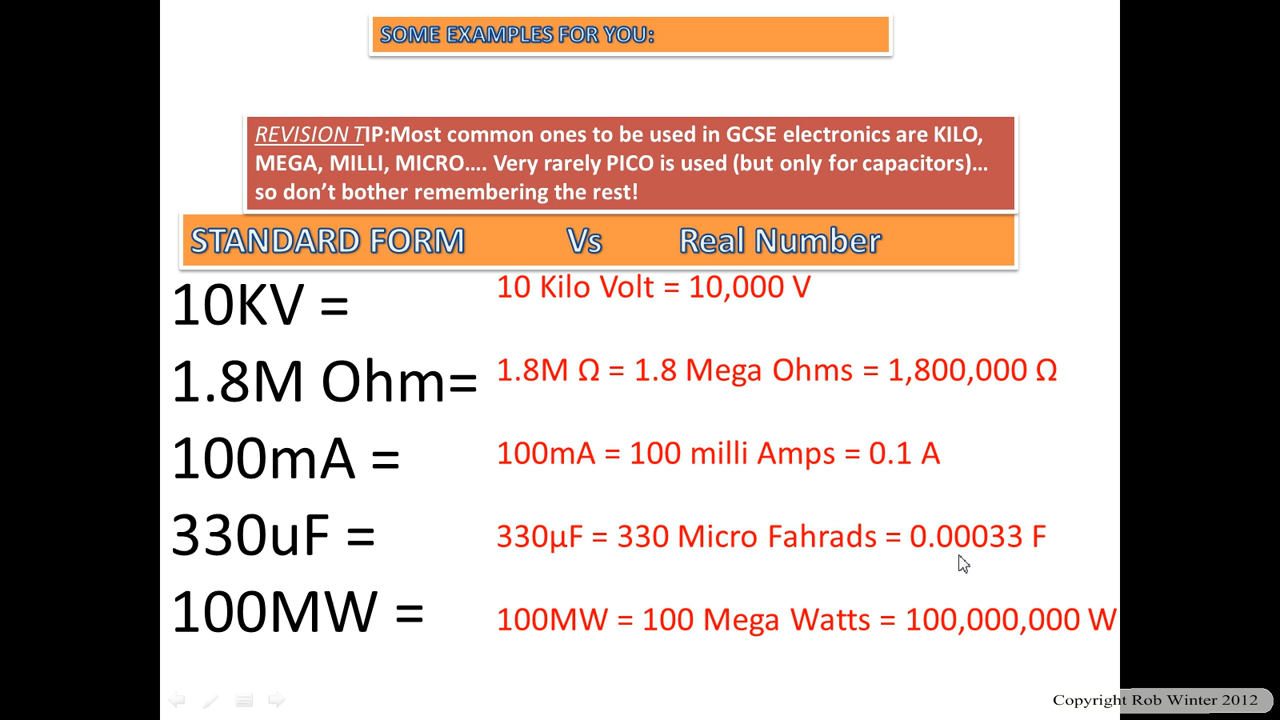 SOME EXAMPLES FOR YOU:
REVISION TIP:Most common ones to be used in GCSE electronics are KILO,
MEGA, MILLI, MICRO.... Very rarely PICO is used (but only for capacitors)...
so don't bother remembering the rest!
STANDARD FORM Vs Real Number
10KV = 10 Kilo Volt = 10,000 V
1.8M Ohm= 1.8M Ω = 1.8 Mega Ohms = 1,800,000 Ω
100mA = 100mA = 100 milli Amps = 0.1 A
330uF = 330µF = 330 Micro Fahrads = 0.00033 F
100MW = 100MW = 100 Mega Watts = 100,000,000 W
Copyright Rob Winter 2012